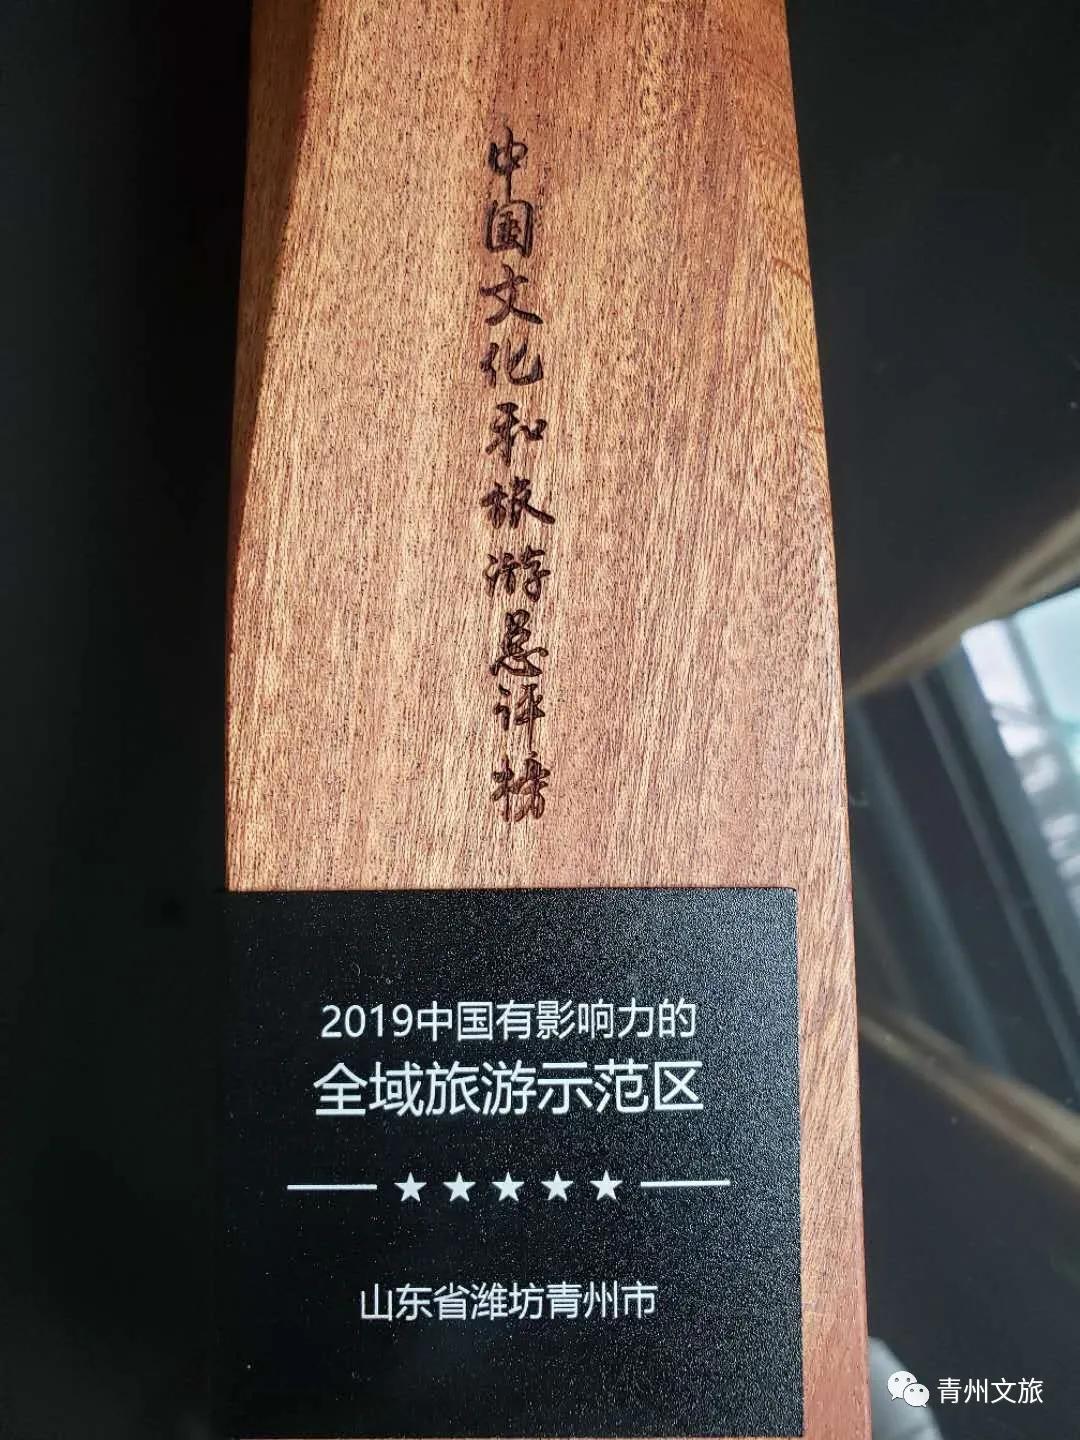 中国文化和旅游总评榜
2019中国有影响力的
全域旅游示范区
★★★★★
山东省潍坊青州市
青州文旅